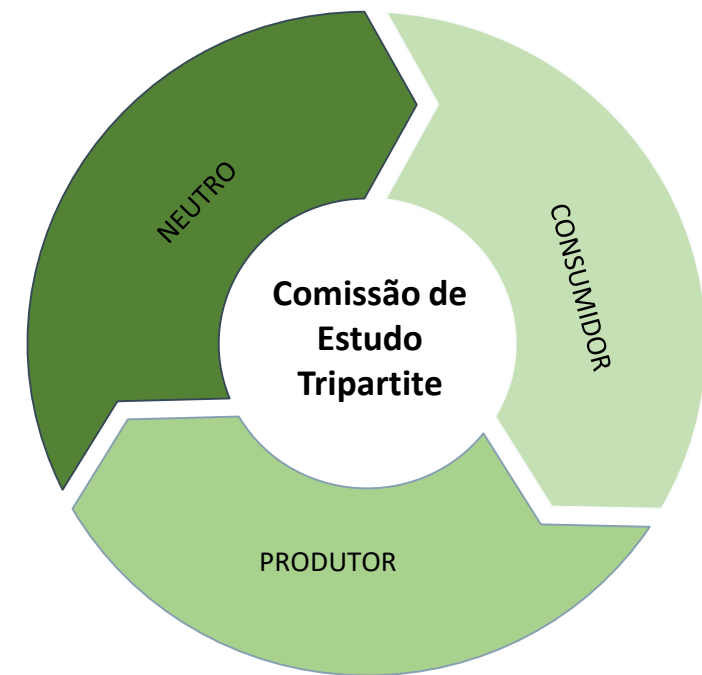 NEUTRO
CONSUMIDOR
Comissão de
Estudo
Tripartite
PRODUTOR